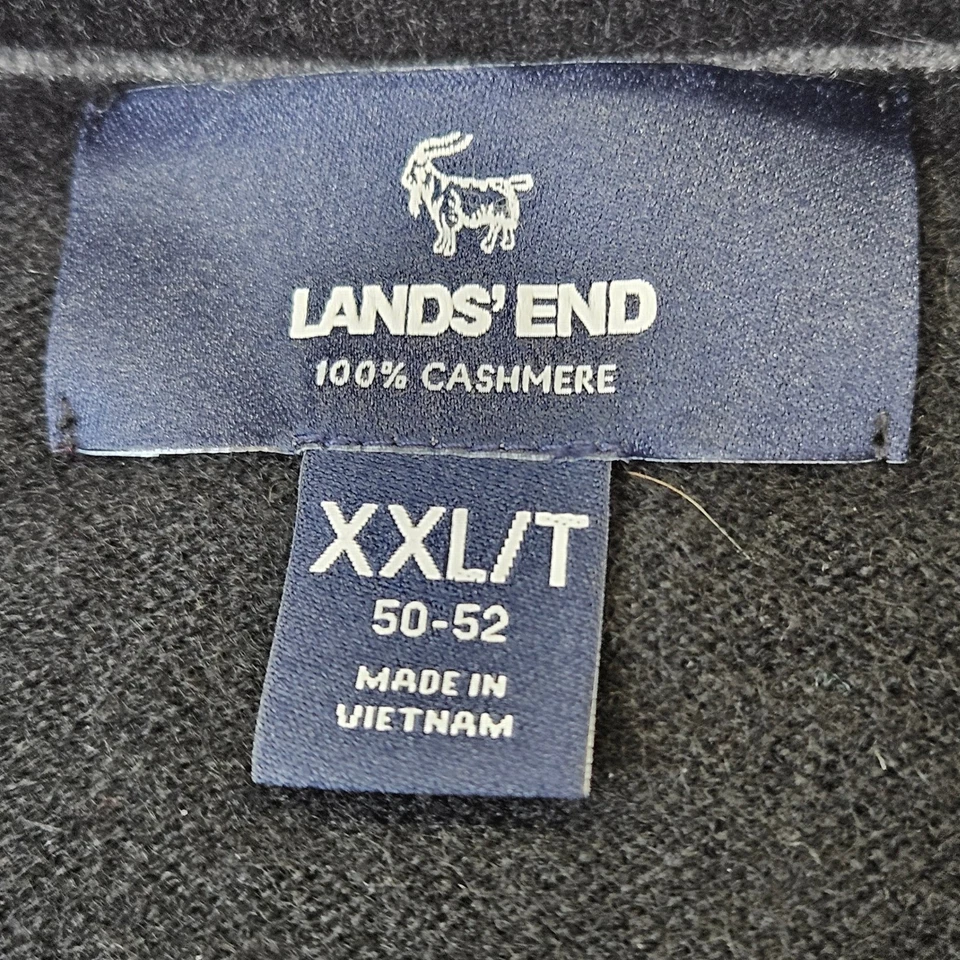 LANDS' END
100% CASHMERE
XXL/T
50-52
MADE IN
VIETNAM